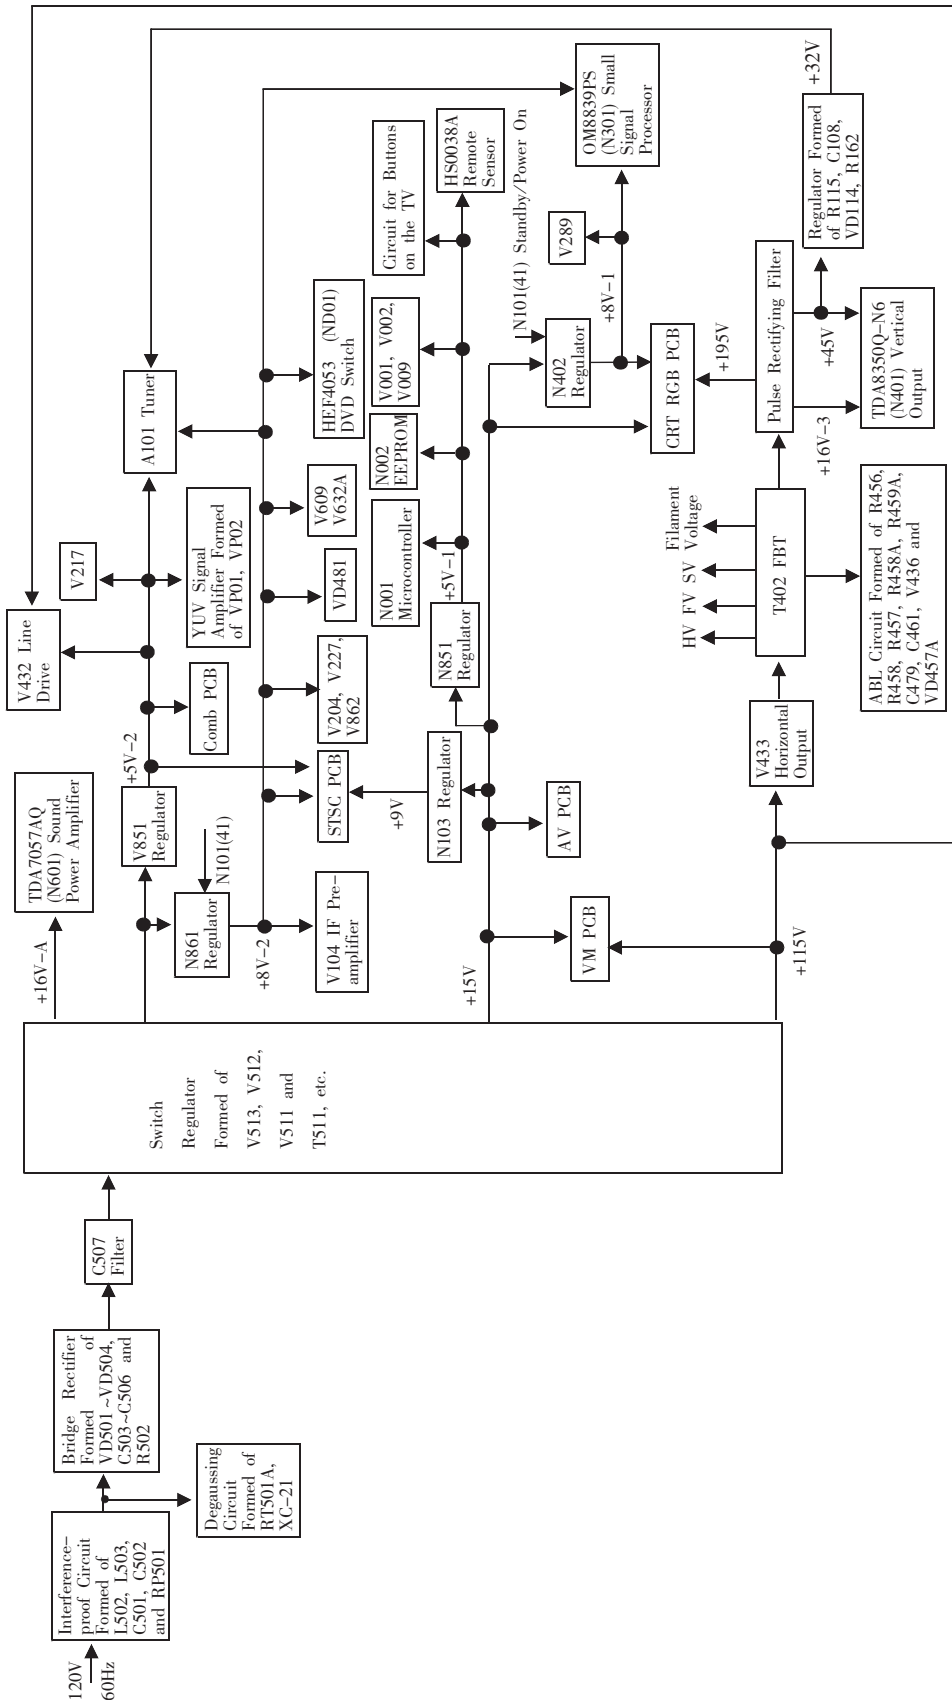 120V
60Hz
Interference-
proof Circuit
Formed of
L502, L503,
C501, C502
and RP501
Bridge Rectifier
Formed of
VD501~VD504,
C503~C506 and
R502
Degaussing
Circuit
Formed of
RT501A,
XC-21
C507
Filter
Switch
Regulator
Formed of
V513, V512,
V511 and
T511, etc.
+16V-A
TDA7057AQ
(N601) Sound
Power Amplifier
V851
Regulator
+5V-2
N861
Regulator
N101(41)
+8V-2
V104 IF Pre-
amplifier
V432 Line
Drive
Comb PCB
V217
YUV Signal
Amplifier Formed
of VP01, VP02
A101 Tuner
STSC PCB
+9V
V204, V227,
V862
VD481
V609
V632A
HEF4053 (ND01)
DVD Switch
+15V
N103 Regulator
AV PCB
VM PCB
N851
Regulator
+5V-1
N001
Microcontroller
N002
EEPROM
V001, V002,
V009
Circuit for Buttons
on the TV
HS0038A
Remote
Sensor
N101(41) Standby/Power On
N402
Regulator
+8V-1
V289
OM8839PS
(N301) Small
Signal
Processor
CRT RGB PCB
+195V
+115V
V433
Horizontal
Output
T402 FBT
HV FV SV
Filament
Voltage
ABL Circuit Formed of R456,
R458, R457, R458A, R459A,
C479, C461, V436 and
VD457A
Pulse Rectifying Filter
+16V-3
+45V
TDA8350Q-N6
(N401) Vertical
Output
Regulator Formed
of R115, C108,
VD114, R162
+32V